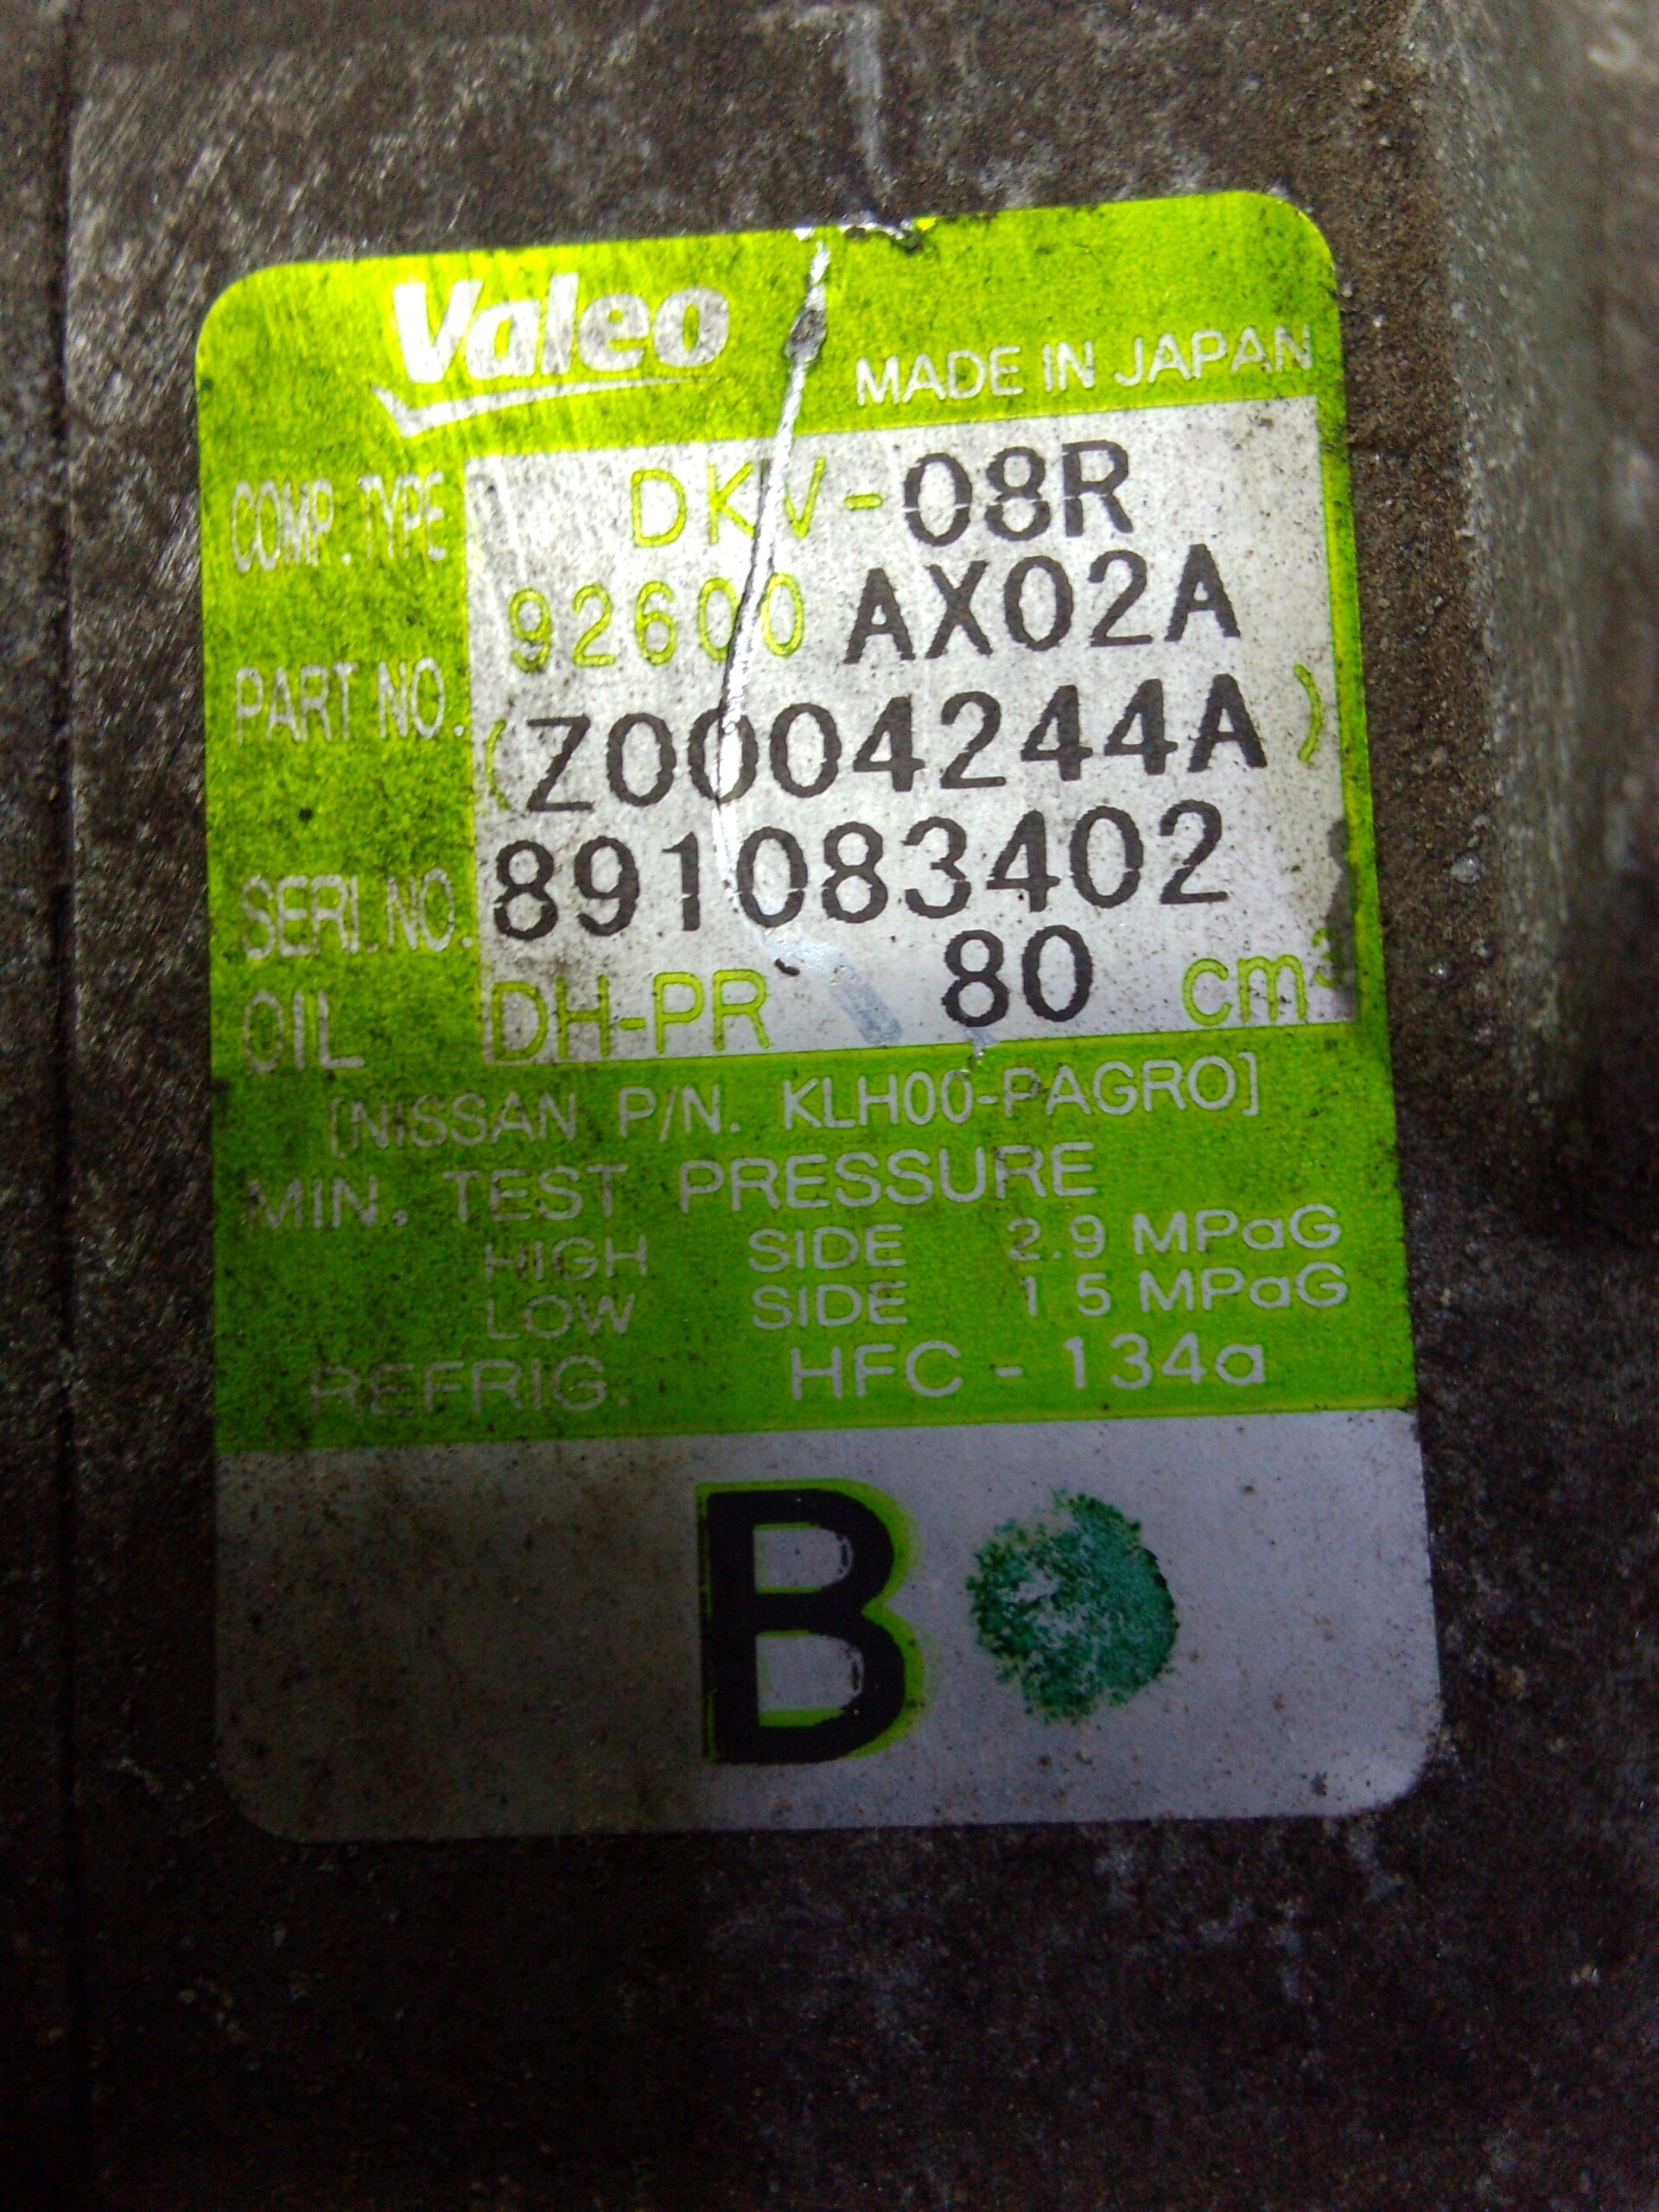 Valeo
MADE IN JAPAN
COMP. TYPE DKV-08R
92600 AX02A
PART NO. (Z0004244A)
SERI. NO. 891083402
OIL DH-PR 80 cm³
[NISSAN P/N. KLH00-PAGR0]
MIN. TEST PRESSURE
HIGH SIDE 2.9 MPaG
LOW SIDE 1.5 MPaG
REFRIG. HFC - 134a
B